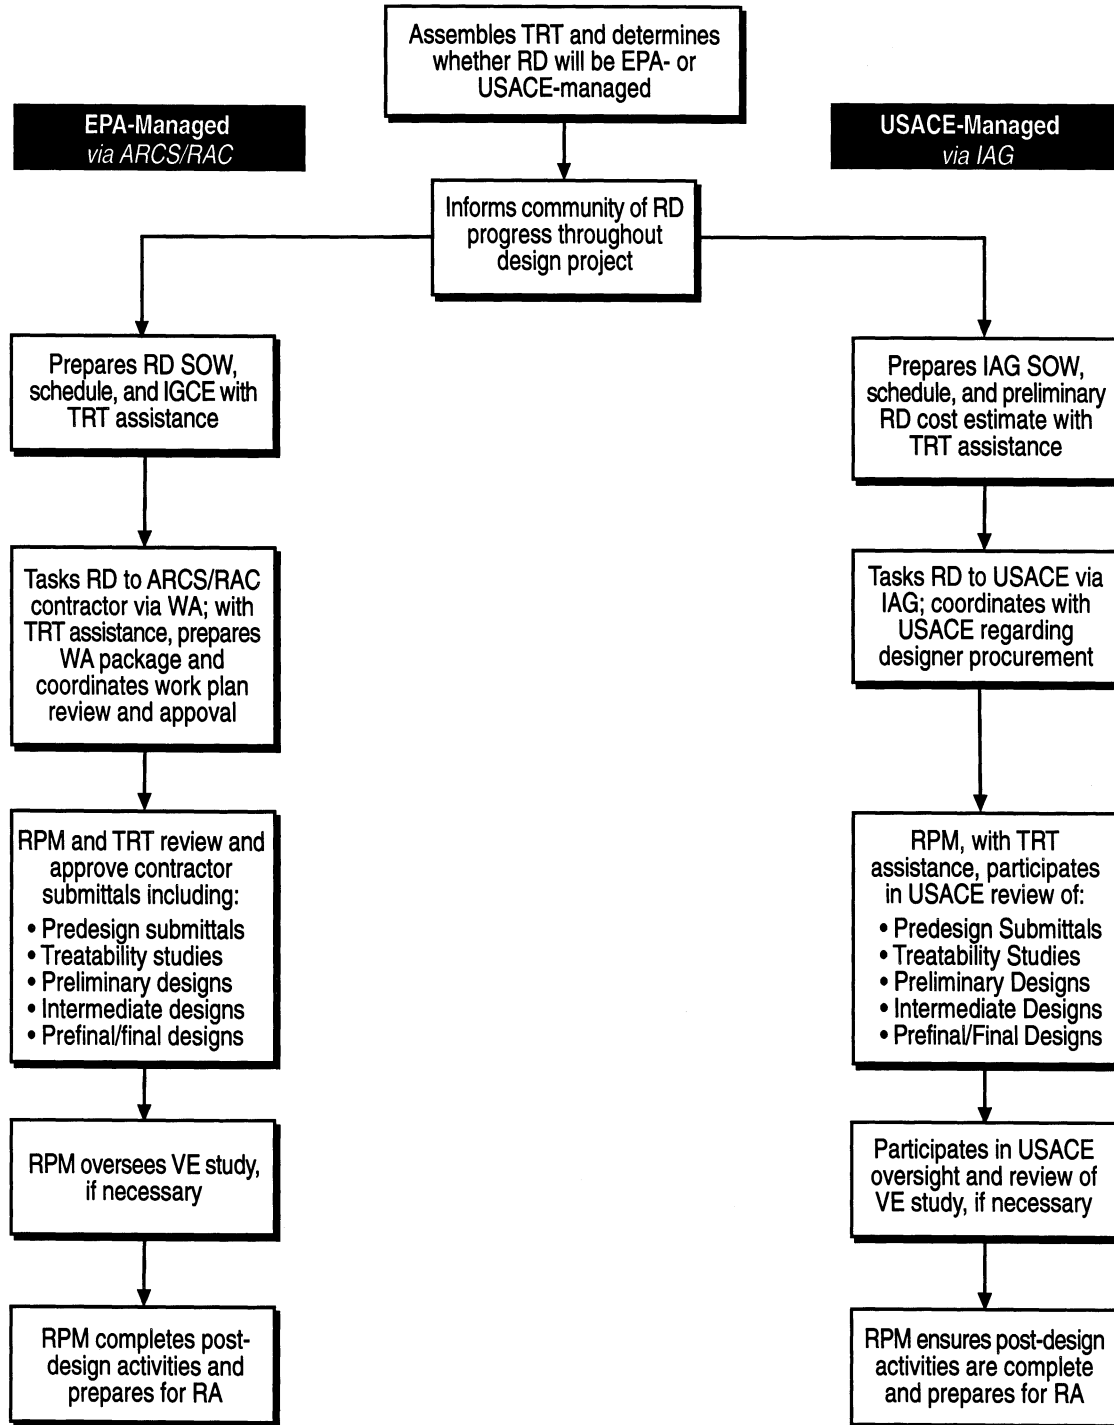 Assembles TRT and determines
whether RD will be EPA- or
USACE-managed
EPA-Managed
via ARCS/RAC
USACE-Managed
via IAG
Informs community of RD
progress throughout
design project
Prepares RD SOW,
schedule, and IGCE with
TRT assistance
Prepares IAG SOW,
schedule, and preliminary
RD cost estimate with
TRT assistance
Tasks RD to ARCS/RAC
contractor via WA; with
TRT assistance, prepares
WA package and
coordinates work plan
review and appoval
Tasks RD to USACE via
IAG; coordinates with
USACE regarding
designer procurement
RPM and TRT review and
approve contractor
submittals including:
• Predesign submittals
• Treatability studies
• Preliminary designs
• Intermediate designs
• Prefinal/final designs
RPM, with TRT
assistance, participates
in USACE review of:
• Predesign Submittals
• Treatability Studies
• Preliminary Designs
• Intermediate Designs
• Prefinal/Final Designs
RPM oversees VE study,
if necessary
Participates in USACE
oversight and review of
VE study, if necessary
RPM completes post-
design activities and
prepares for RA
RPM ensures post-design
activities are complete
and prepares for RA